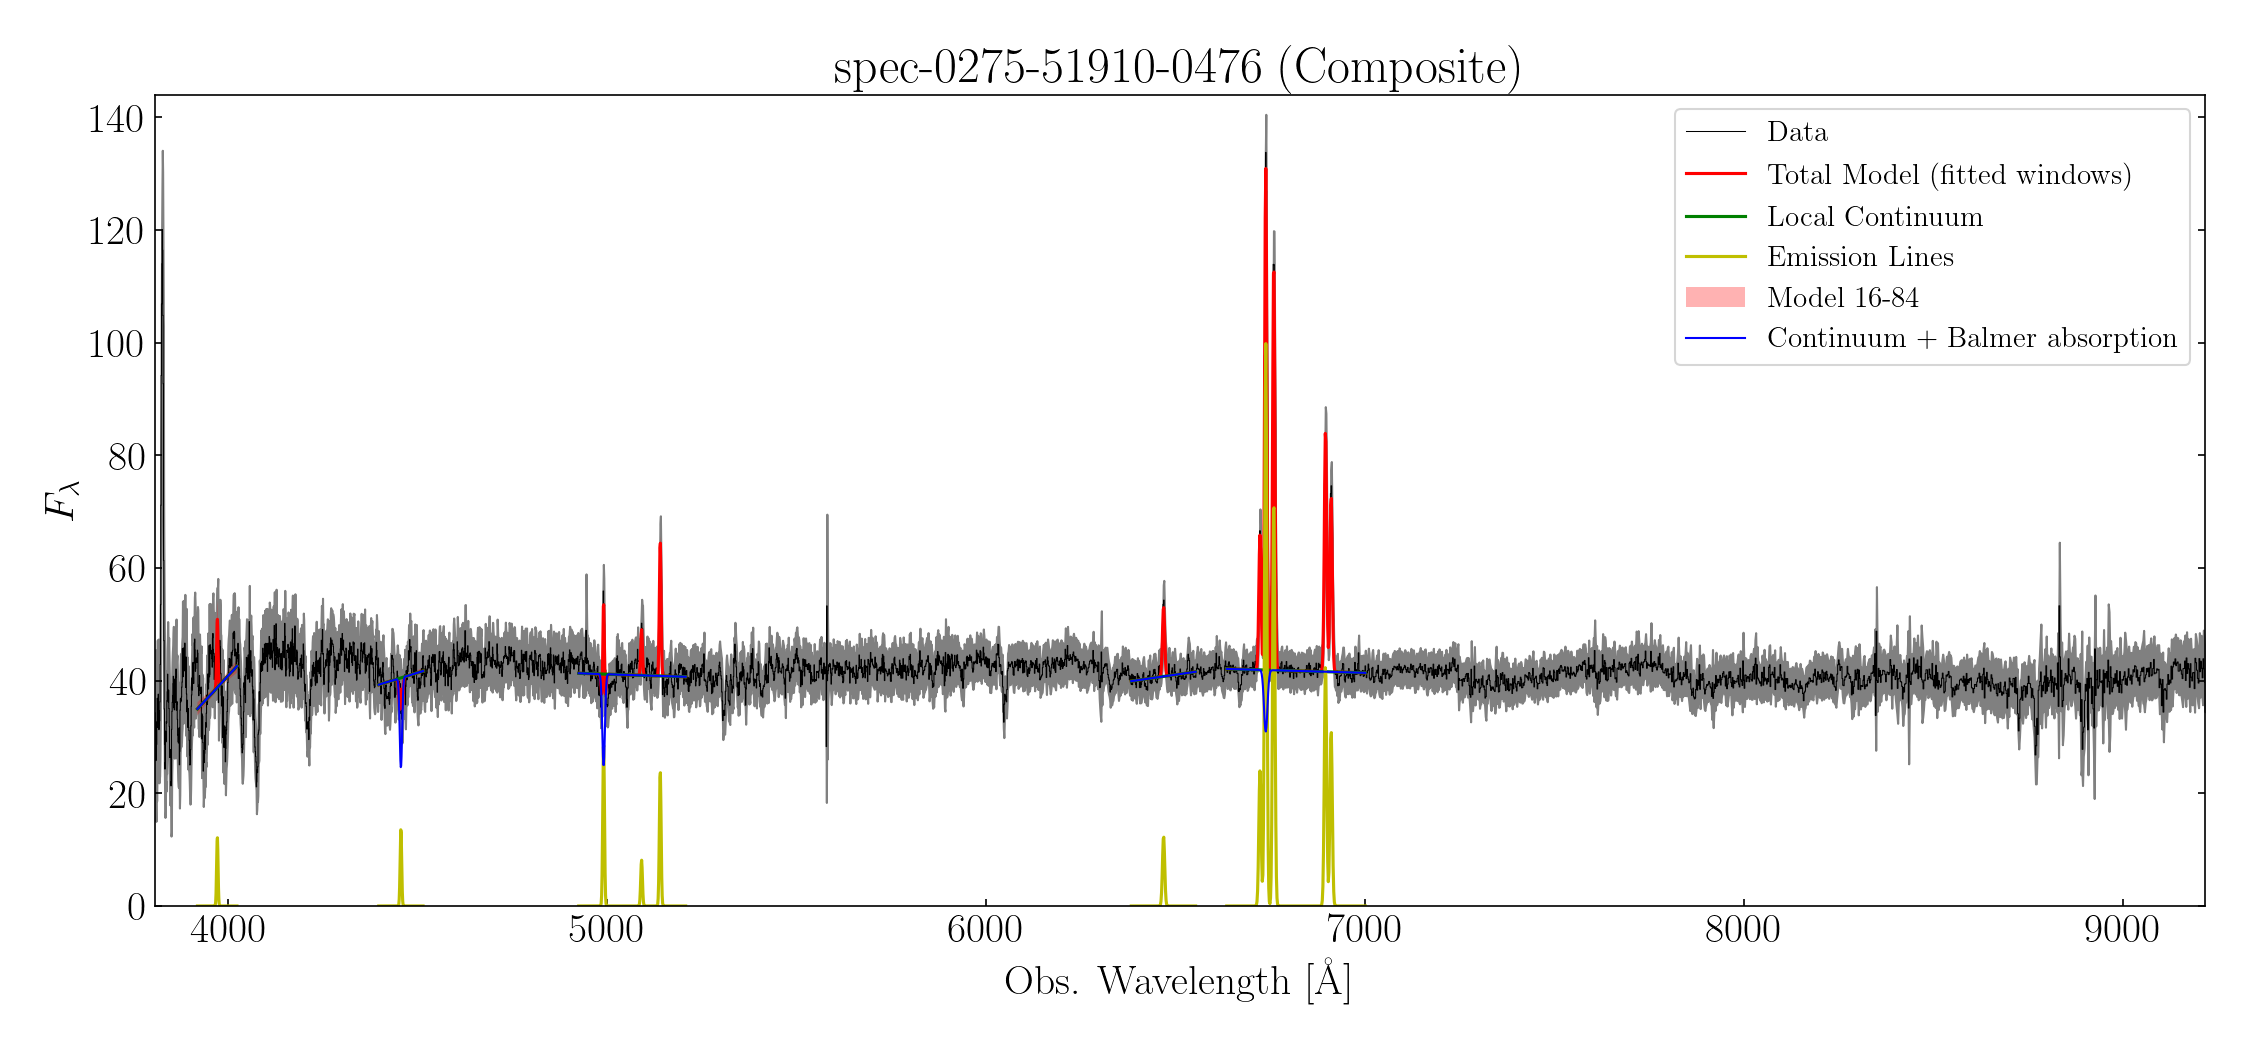 spec-0275-51910-0476 (Composite)
140
120
100
80
60
40
20
0
F_λ
Data
Total Model (fitted windows)
Local Continuum
Emission Lines
Model 16-84
Continuum + Balmer absorption
4000 5000 6000 7000 8000 9000
Obs. Wavelength [Å]